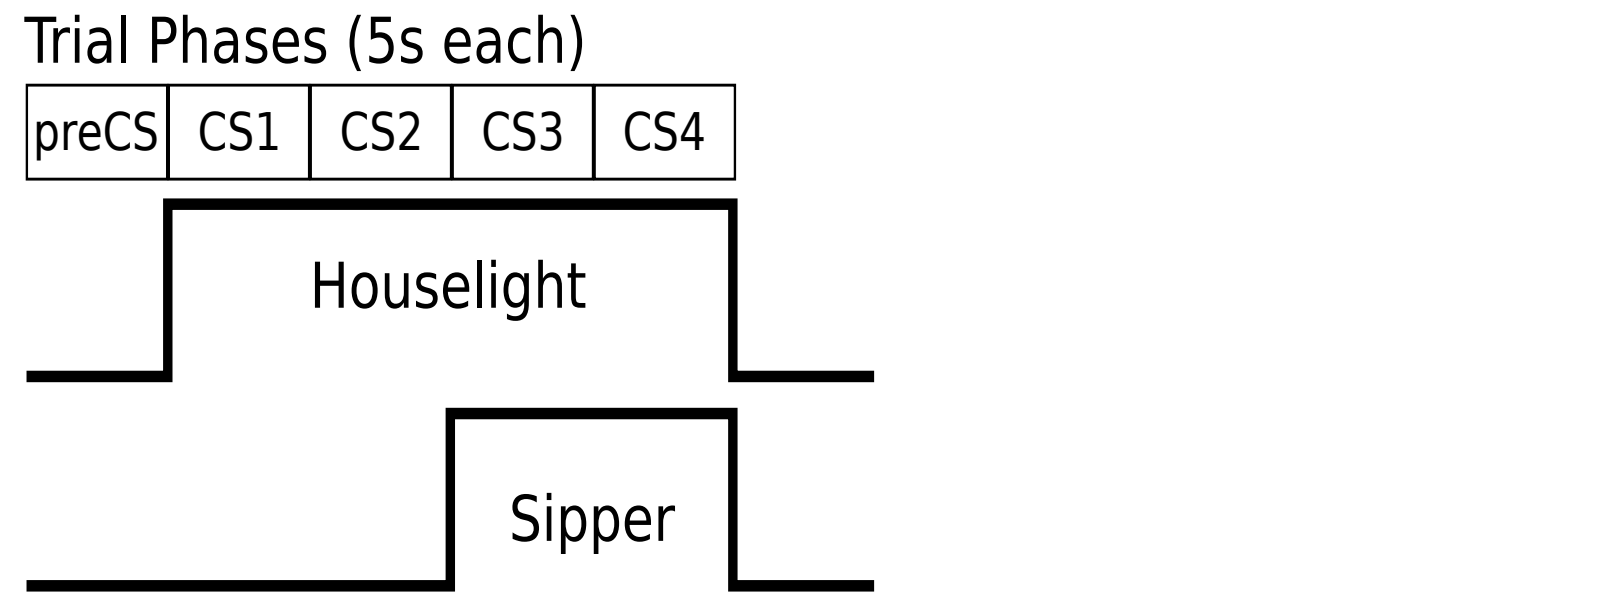 Trial Phases (5s each)
preCS CS1 CS2 CS3 CS4
Houselight
Sipper